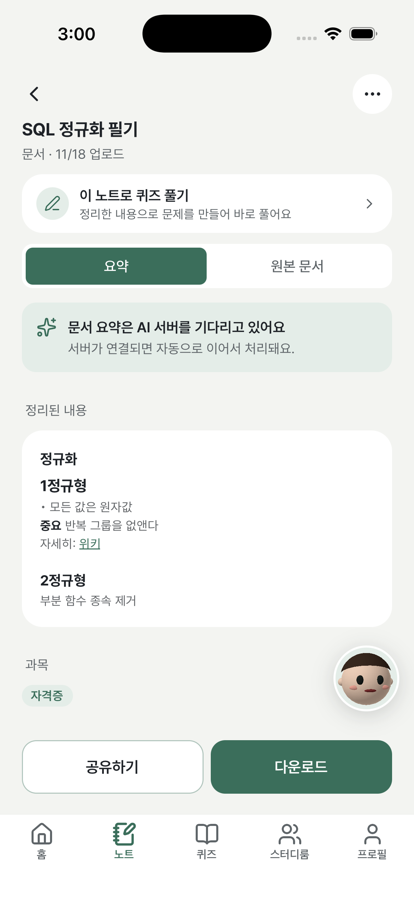 3:00
SQL 정규화 필기
문서 · 11/18 업로드
이 노트로 퀴즈 풀기
정리한 내용으로 문제를 만들어 바로 풀어요
요약
원본 문서
문서 요약은 AI 서버를 기다리고 있어요
서버가 연결되면 자동으로 이어서 처리돼요.
정리된 내용
정규화
1정규형
• 모든 값은 원자값
중요 반복 그룹을 없앤다
자세히: 위키
2정규형
부분 함수 종속 제거
과목
자격증
공유하기
다운로드
홈
노트
퀴즈
스터디룸
프로필